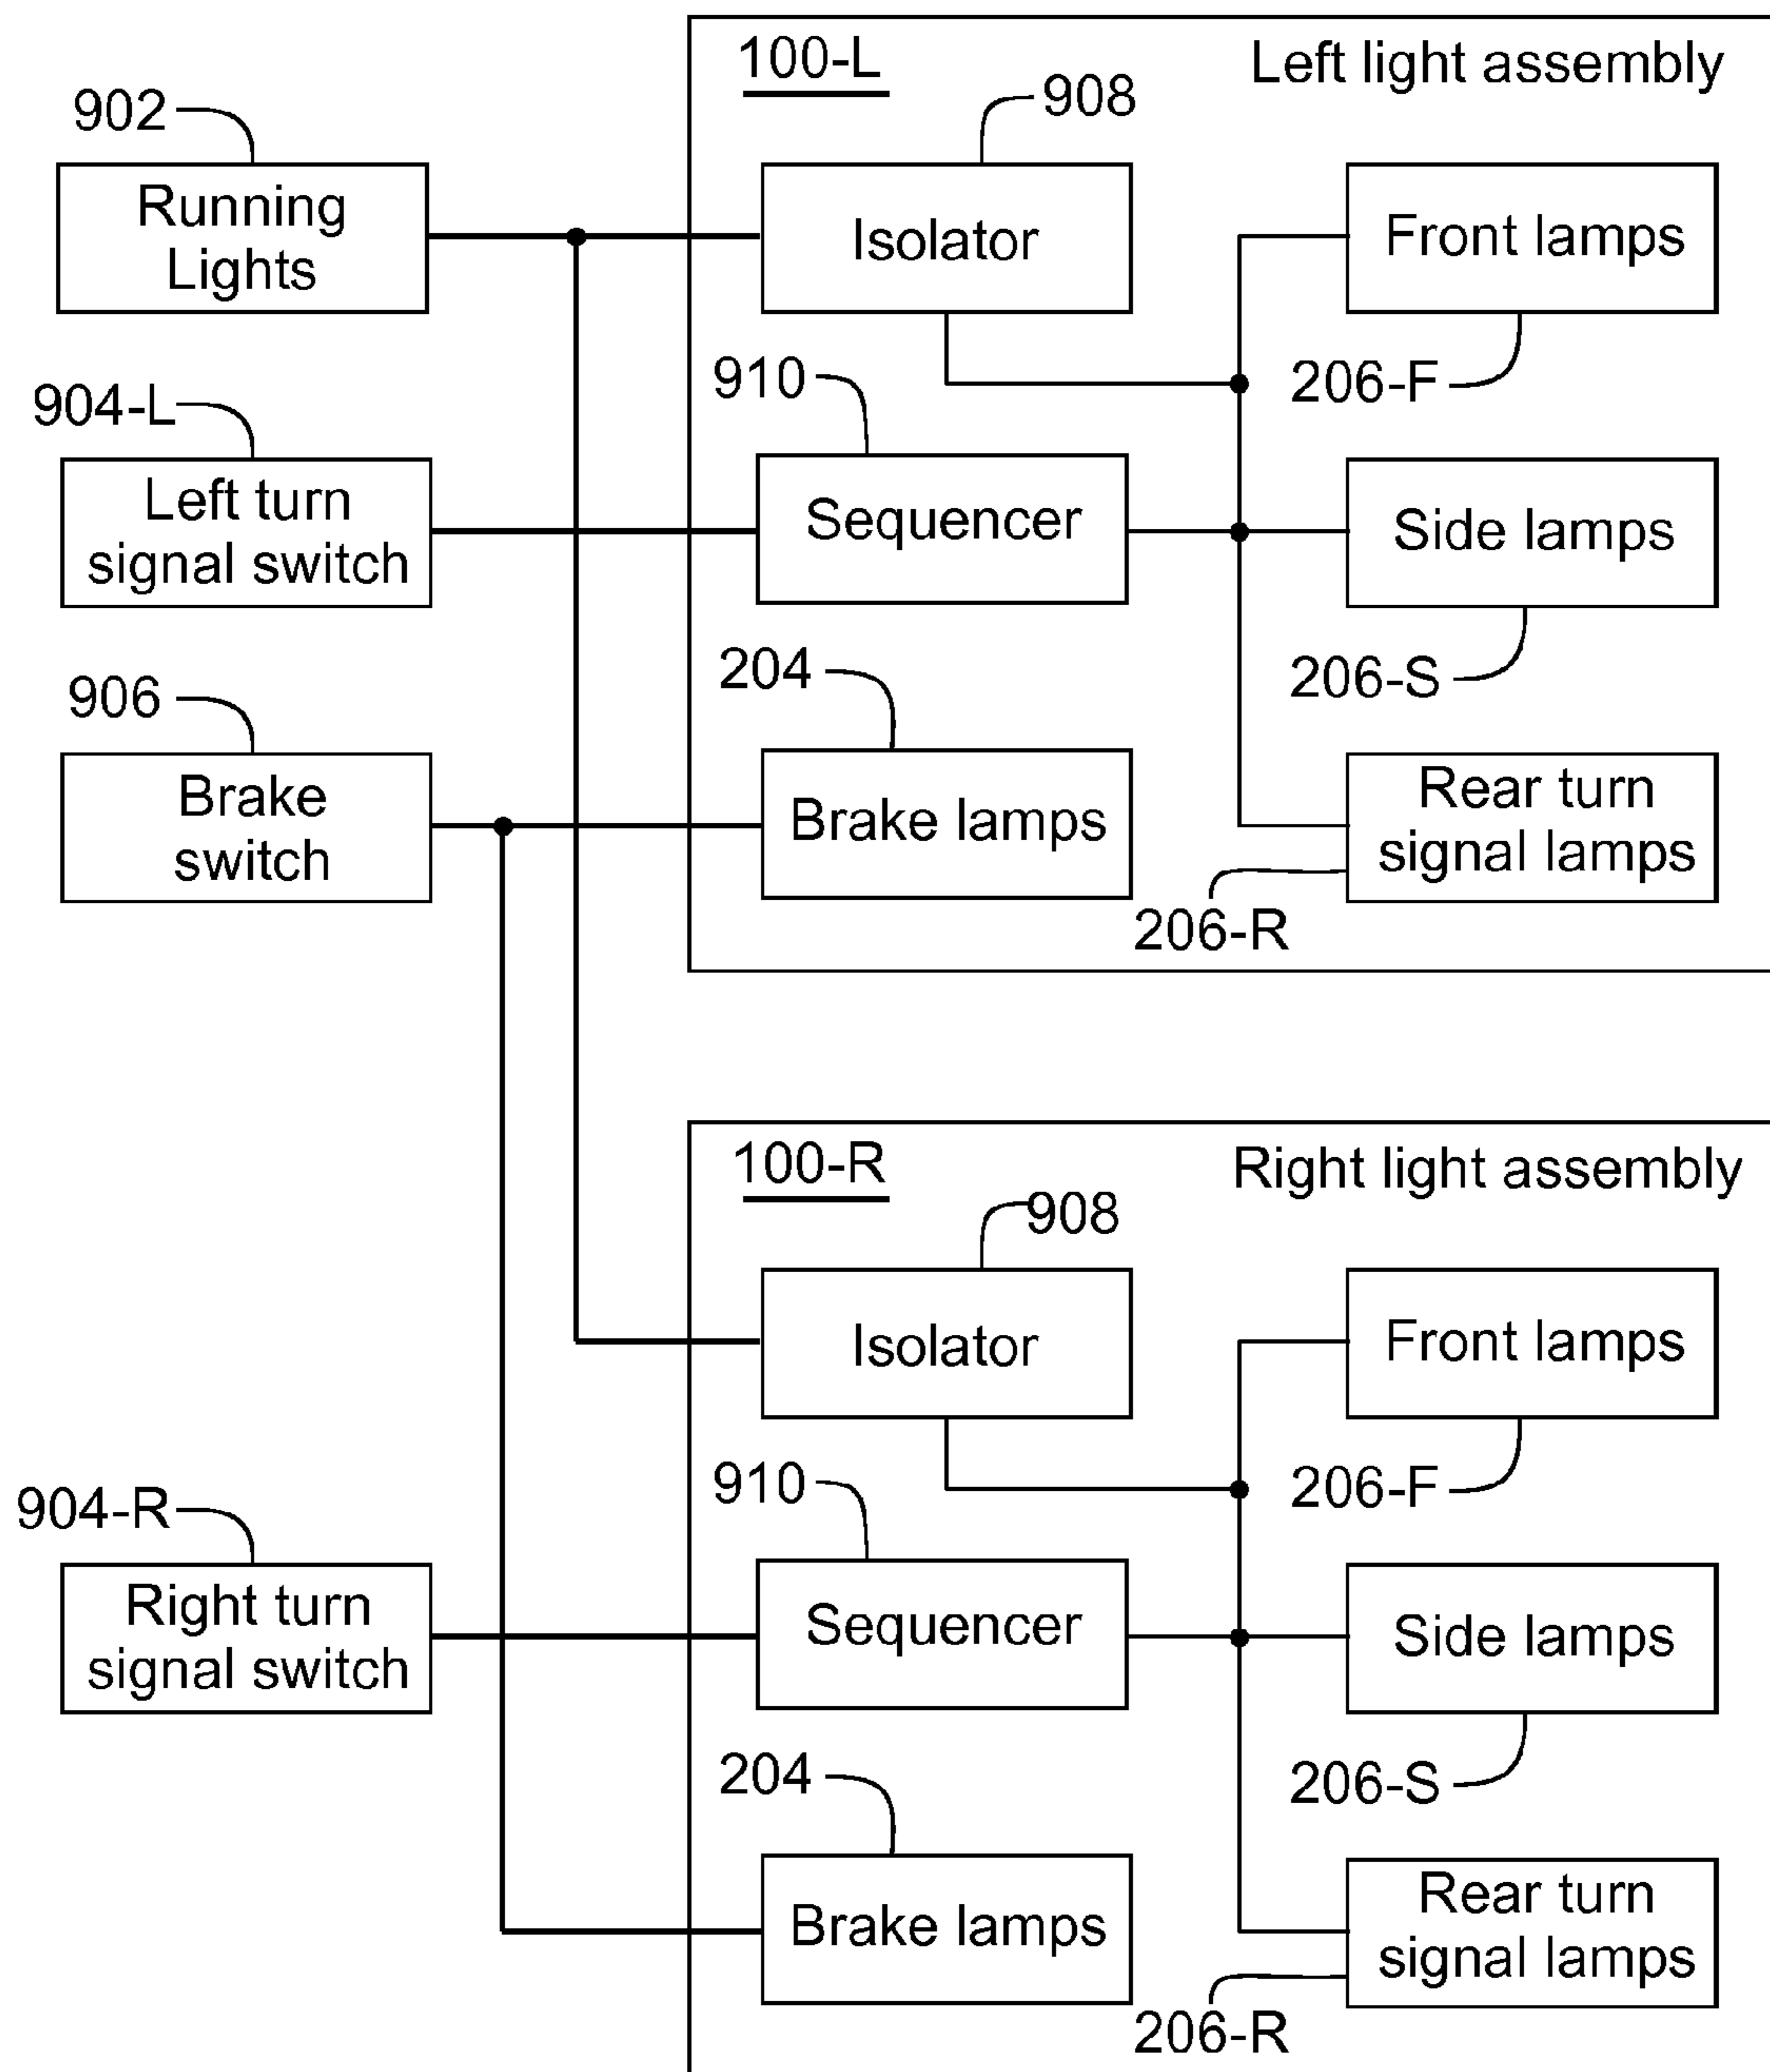 100-L
Left light assembly
902
908
Running
Lights
Isolator
Front lamps
904-L
910
206-F
Left turn
signal switch
Sequencer
Side lamps
906
204
206-S
Brake
switch
Brake lamps
Rear turn
signal lamps
206-R
100-R
Right light assembly
908
Isolator
Front lamps
904-R
910
206-F
Right turn
signal switch
Sequencer
Side lamps
204
206-S
Brake lamps
Rear turn
signal lamps
206-R